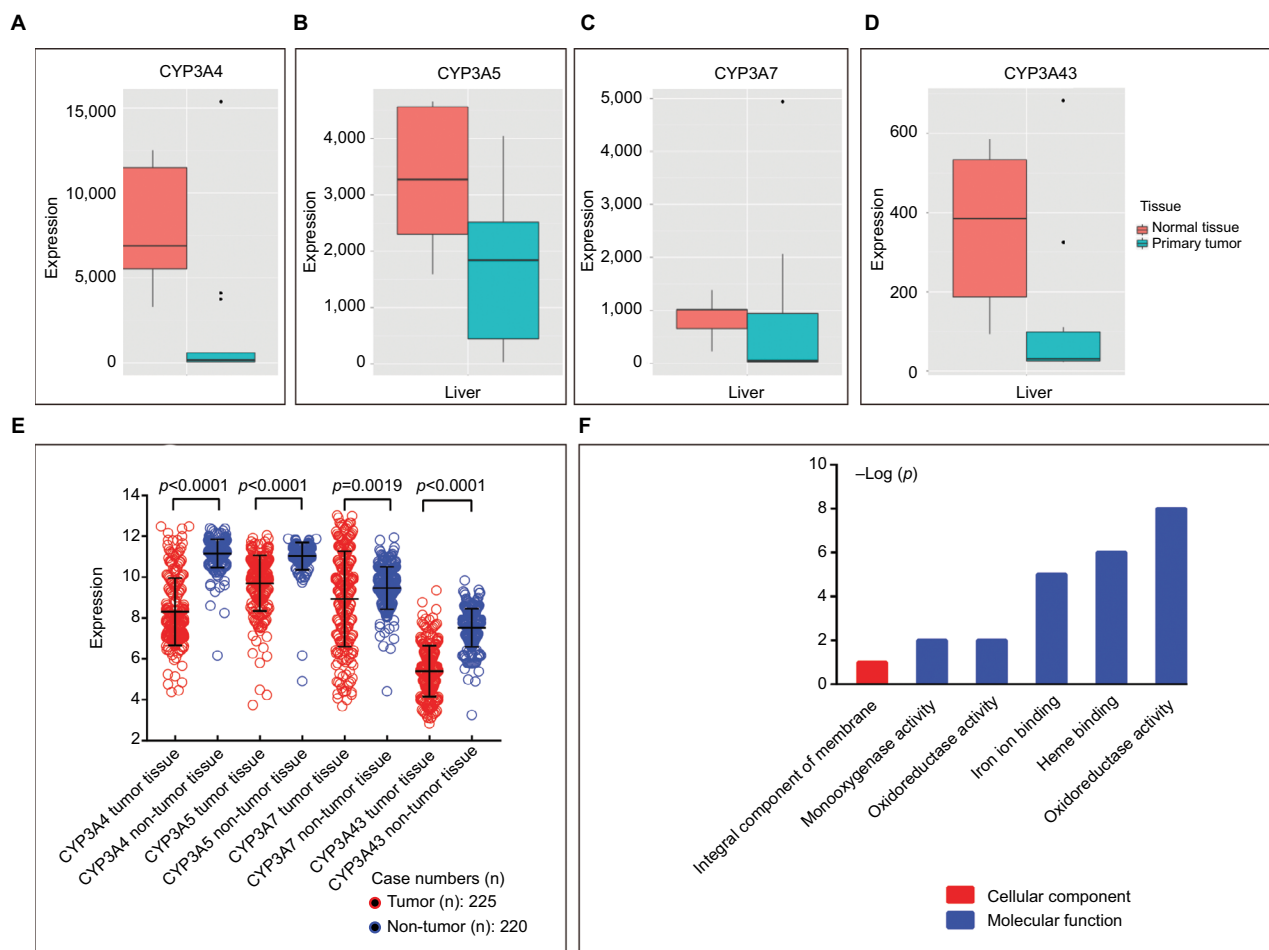 A
B
C
D
CYP3A4
CYP3A5
CYP3A7
CYP3A43
Expression
15,000
10,000
5,000
0
Expression
4,000
3,000
2,000
1,000
0
Liver
Expression
5,000
4,000
3,000
2,000
1,000
0
Liver
Expression
600
400
200
0
Liver
Tissue
Normal tissue
Primary tumor
E
p<0.0001 p<0.0001 p=0.0019 p<0.0001
Expression
14
12
10
8
6
4
2
CYP3A4 tumor tissue
CYP3A4 non-tumor tissue
CYP3A5 tumor tissue
CYP3A5 non-tumor tissue
CYP3A7 tumor tissue
CYP3A7 non-tumor tissue
CYP3A43 tumor tissue
CYP3A43 non-tumor tissue
Case numbers (n)
Tumor (n): 225
Non-tumor (n): 220
F
–Log (p)
10
8
6
4
2
0
Integral component of membrane
Monooxygenase activity
Oxidoreductase activity
Iron ion binding
Heme binding
Oxidoreductase activity
Cellular component
Molecular function